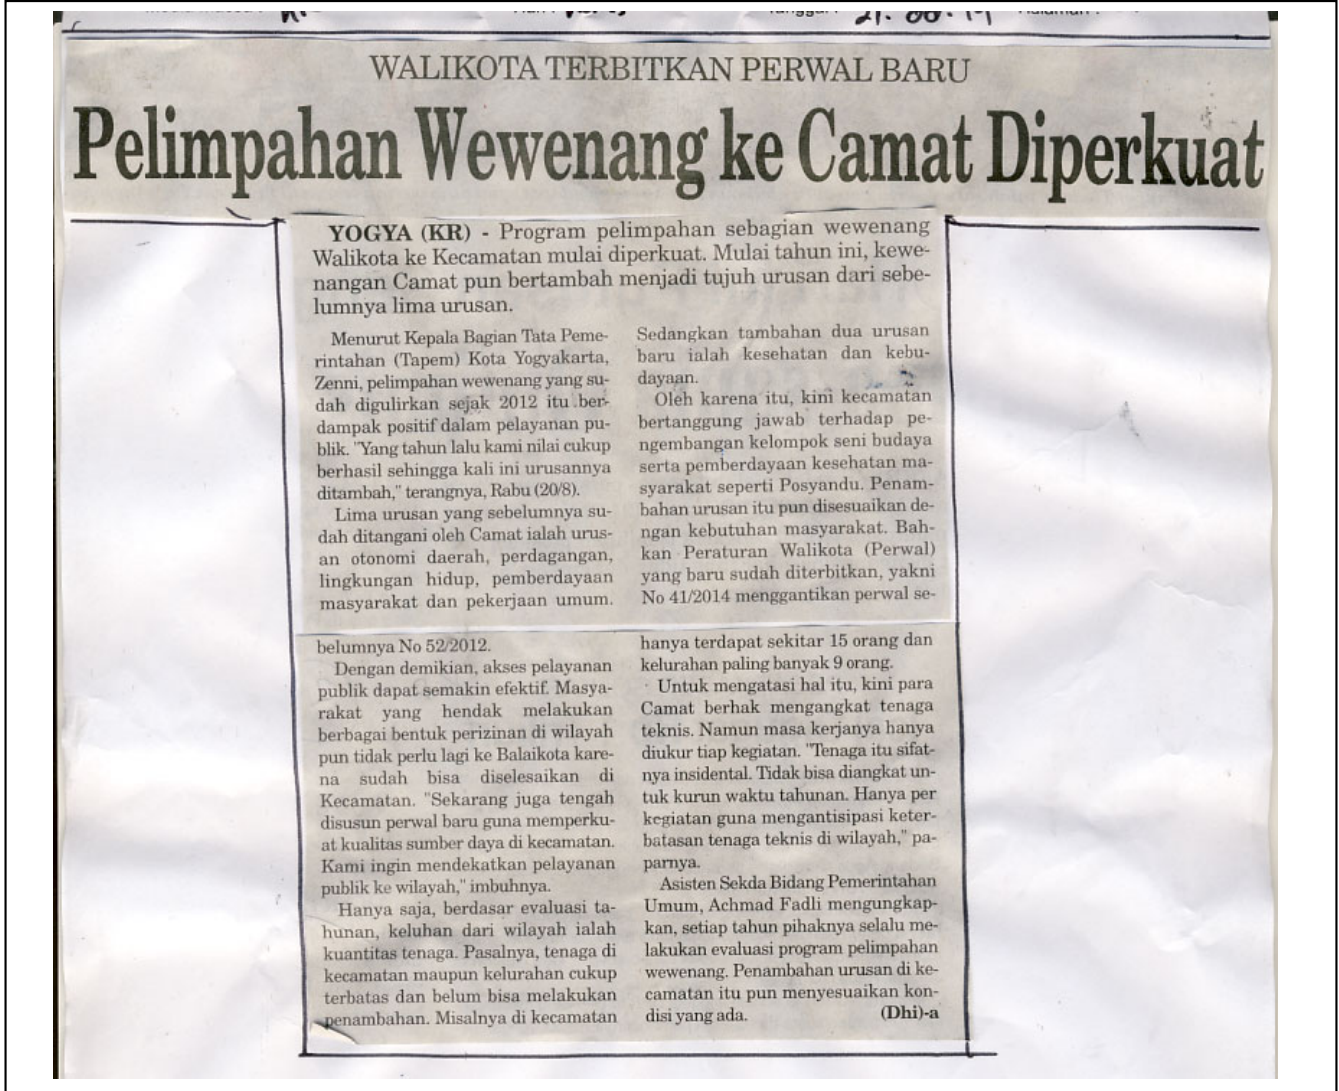 21.08.14
WALIKOTA TERBITKAN PERWAL BARU
Pelimpahan Wewenang ke Camat Diperkuat
YOGYA (KR) - Program pelimpahan sebagian wewenang
Walikota ke Kecamatan mulai diperkuat. Mulai tahun ini, kewe-
nangan Camat pun bertambah menjadi tujuh urusan dari sebe-
lumnya lima urusan.
Menurut Kepala Bagian Tata Peme-
rintahan (Tapem) Kota Yogyakarta,
Zenni, pelimpahan wewenang yang su-
dah digulirkan sejak 2012 itu ber-
dampak positif dalam pelayanan pu-
blik. "Yang tahun lalu kami nilai cukup
berhasil sehingga kali ini urusannya
ditambah," terangnya, Rabu (20/8).
Lima urusan yang sebelumnya su-
dah ditangani oleh Camat ialah urus-
an otonomi daerah, perdagangan,
lingkungan hidup, pemberdayaan
masyarakat dan pekerjaan umum.
Sedangkan tambahan dua urusan
baru ialah kesehatan dan kebu-
dayaan.
Oleh karena itu, kini kecamatan
bertanggung jawab terhadap pe-
ngembangan kelompok seni budaya
serta pemberdayaan kesehatan ma-
syarakat seperti Posyandu. Penam-
bahan urusan itu pun disesuaikan de-
ngan kebutuhan masyarakat. Bah-
kan Peraturan Walikota (Perwal)
yang baru sudah diterbitkan, yakni
No 41/2014 menggantikan perwal se-
belumnya No 52/2012.
Dengan demikian, akses pelayanan
publik dapat semakin efektif. Masya-
rakat yang hendak melakukan
berbagai bentuk perizinan di wilayah
pun tidak perlu lagi ke Balaikota kare-
na sudah bisa diselesaikan di
Kecamatan. "Sekarang juga tengah
disusun perwal baru guna memperku-
at kualitas sumber daya di kecamatan.
Kami ingin mendekatkan pelayanan
publik ke wilayah," imbuhnya.
Hanya saja, berdasar evaluasi ta-
hunan, keluhan dari wilayah ialah
kuantitas tenaga. Pasalnya, tenaga di
kecamatan maupun kelurahan cukup
terbatas dan belum bisa melakukan
penambahan. Misalnya di kecamatan
hanya terdapat sekitar 15 orang dan
kelurahan paling banyak 9 orang.
Untuk mengatasi hal itu, kini para
Camat berhak mengangkat tenaga
teknis. Namun masa kerjanya hanya
diukur tiap kegiatan. "Tenaga itu sifat-
nya insidental. Tidak bisa diangkat un-
tuk kurun waktu tahunan. Hanya per
kegiatan guna mengantisipasi keter-
batasan tenaga teknis di wilayah," pa-
parnya.
Asisten Sekda Bidang Pemerintahan
Umum, Achmad Fadli mengungkap-
kan, setiap tahun pihaknya selalu me-
lakukan evaluasi program pelimpahan
wewenang. Penambahan urusan di ke-
camatan itu pun menyesuaikan kon-
disi yang ada. (Dhi)-a